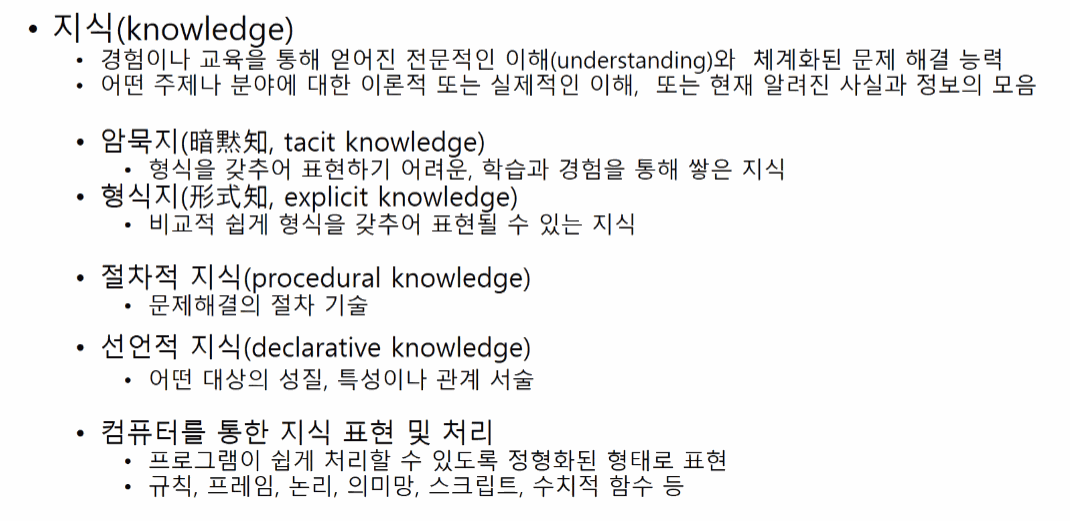 • 지식(knowledge)
• 경험이나 교육을 통해 얻어진 전문적인 이해(understanding)와 체계화된 문제 해결 능력
• 어떤 주제나 분야에 대한 이론적 또는 실제적인 이해, 또는 현재 알려진 사실과 정보의 모음
• 암묵지(暗默知, tacit knowledge)
• 형식을 갖추어 표현하기 어려운, 학습과 경험을 통해 쌓은 지식
• 형식지(形式知, explicit knowledge)
• 비교적 쉽게 형식을 갖추어 표현될 수 있는 지식
• 절차적 지식(procedural knowledge)
• 문제해결의 절차 기술
• 선언적 지식(declarative knowledge)
• 어떤 대상의 성질, 특성이나 관계 서술
• 컴퓨터를 통한 지식 표현 및 처리
• 프로그램이 쉽게 처리할 수 있도록 정형화된 형태로 표현
• 규칙, 프레임, 논리, 의미망, 스크립트, 수치적 함수 등